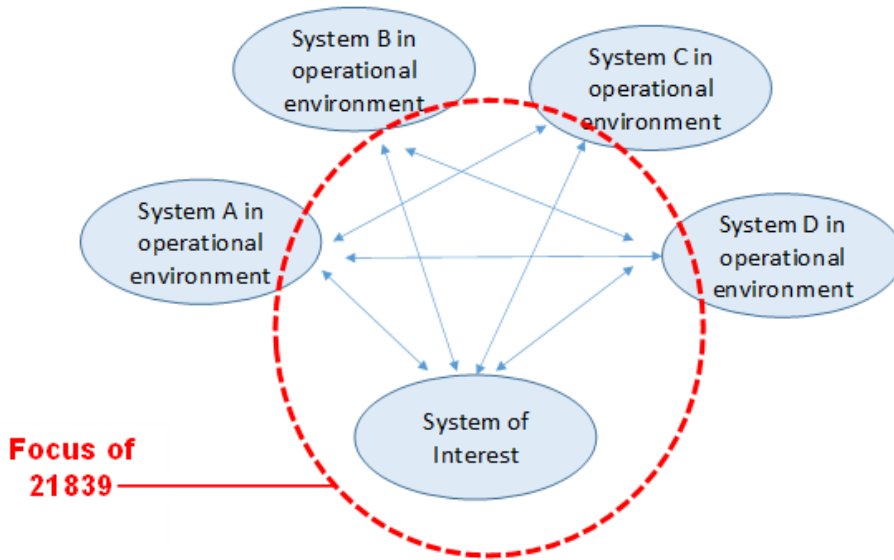 System B in
operational
environment
System C in
operational
environment
System A in
operational
environment
System D in
operational
environment
System of
Interest
Focus of
21839